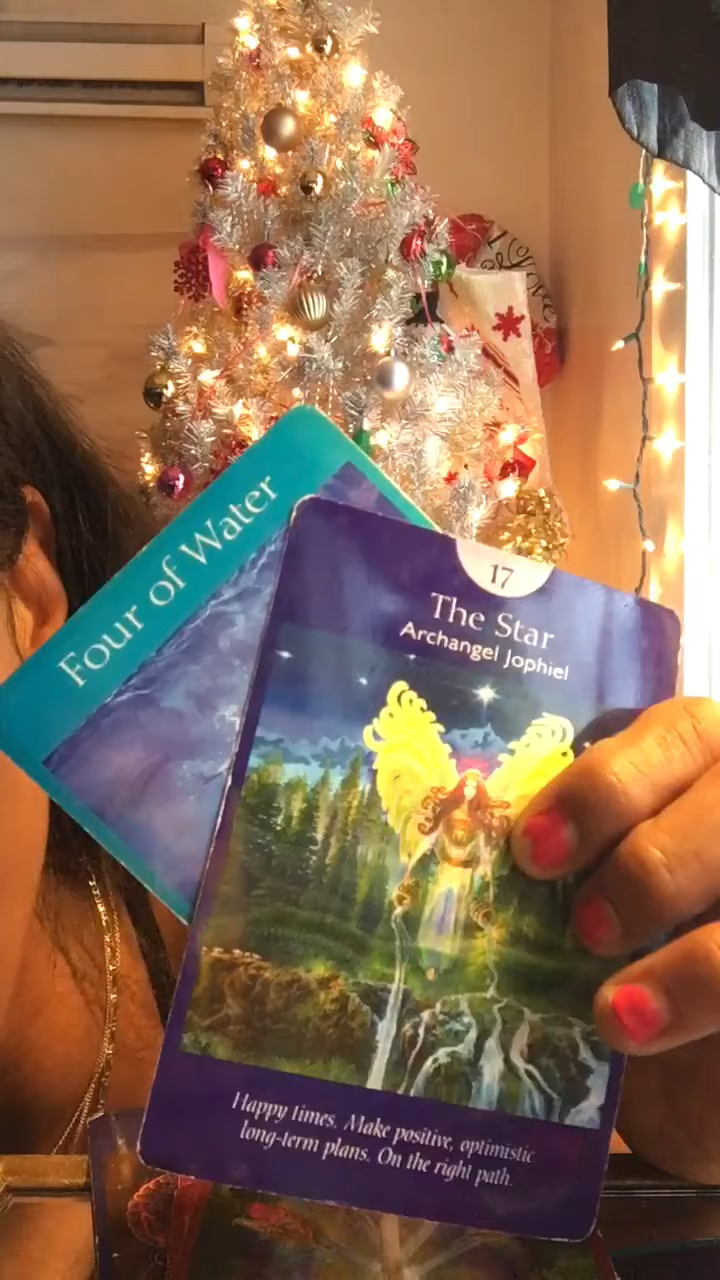 Love
Four of Water
17
The Star
Archangel Jophiel
Happy times. Make positive, optimistic
long-term plans. On the right path.